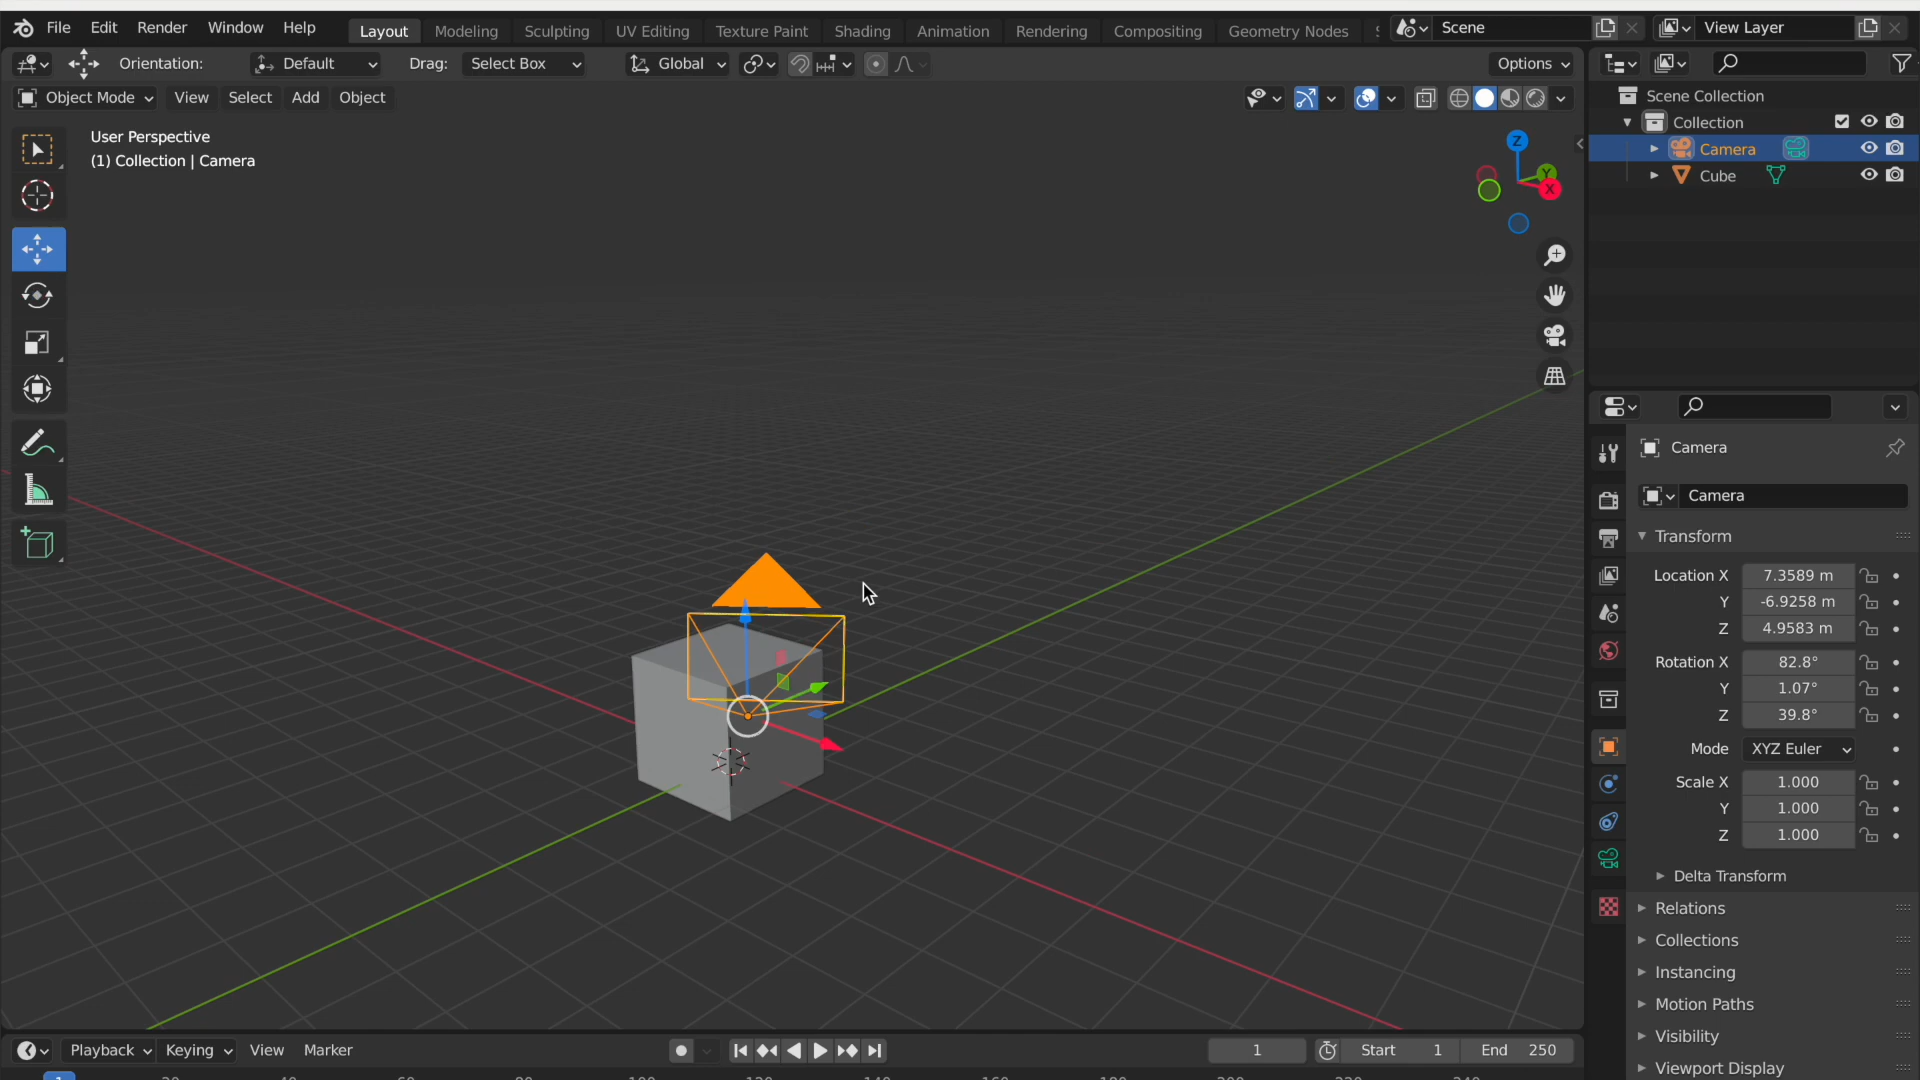 File Edit Render Window Help Layout Modeling Sculpting UV Editing Texture Paint Shading Animation Rendering Compositing Geometry Nodes Scene View Layer
Orientation: Default Drag: Select Box Global Options
Object Mode View Select Add Object
User Perspective
(1) Collection | Camera
Z
Y
X
Scene Collection
Collection
Camera
Cube
Camera
Camera
Transform
Location X 7.3589 m
Y -6.9258 m
Z 4.9583 m
Rotation X 82.8°
Y 1.07°
Z 39.8°
Mode XYZ Euler
Scale X 1.000
Y 1.000
Z 1.000
Delta Transform
Relations
Collections
Instancing
Motion Paths
Visibility
Viewport Display
Playback Keying View Marker 1 Start 1 End 250